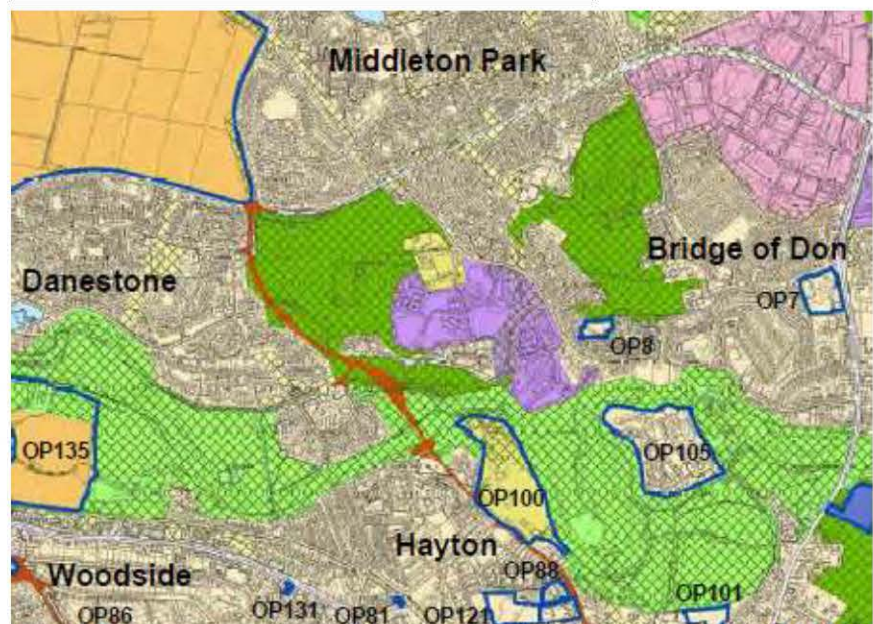 Middleton Park
Bridge of Don
Danestone
OP7
OP8
OP135
OP105
OP100
Hayton
OP88
Woodside
OP101
OP86
OP131
OP81
OP121